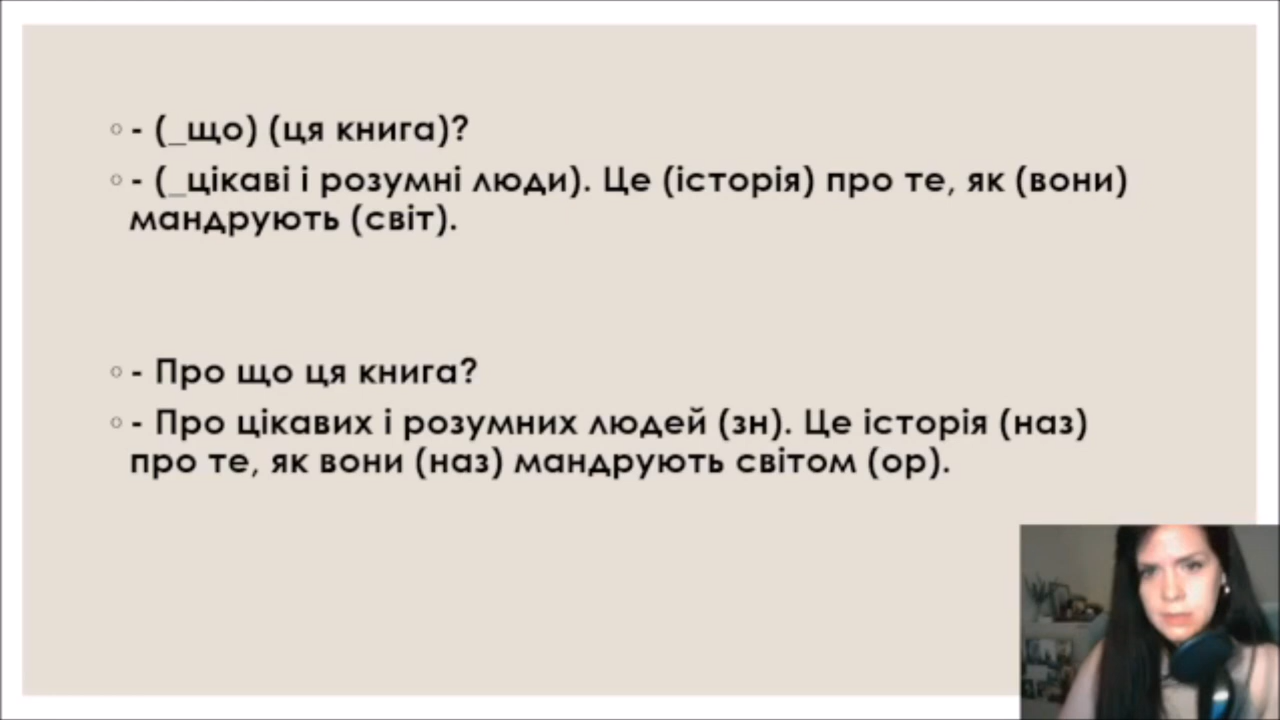 - (_що) (ця книга)?
- (_цікаві і розумні люди). Це (історія) про те, як (вони)
мандрують (світ).
- Про що ця книга?
- Про цікавих і розумних людей (зн). Це історія (наз)
про те, як вони (наз) мандрують світом (ор).